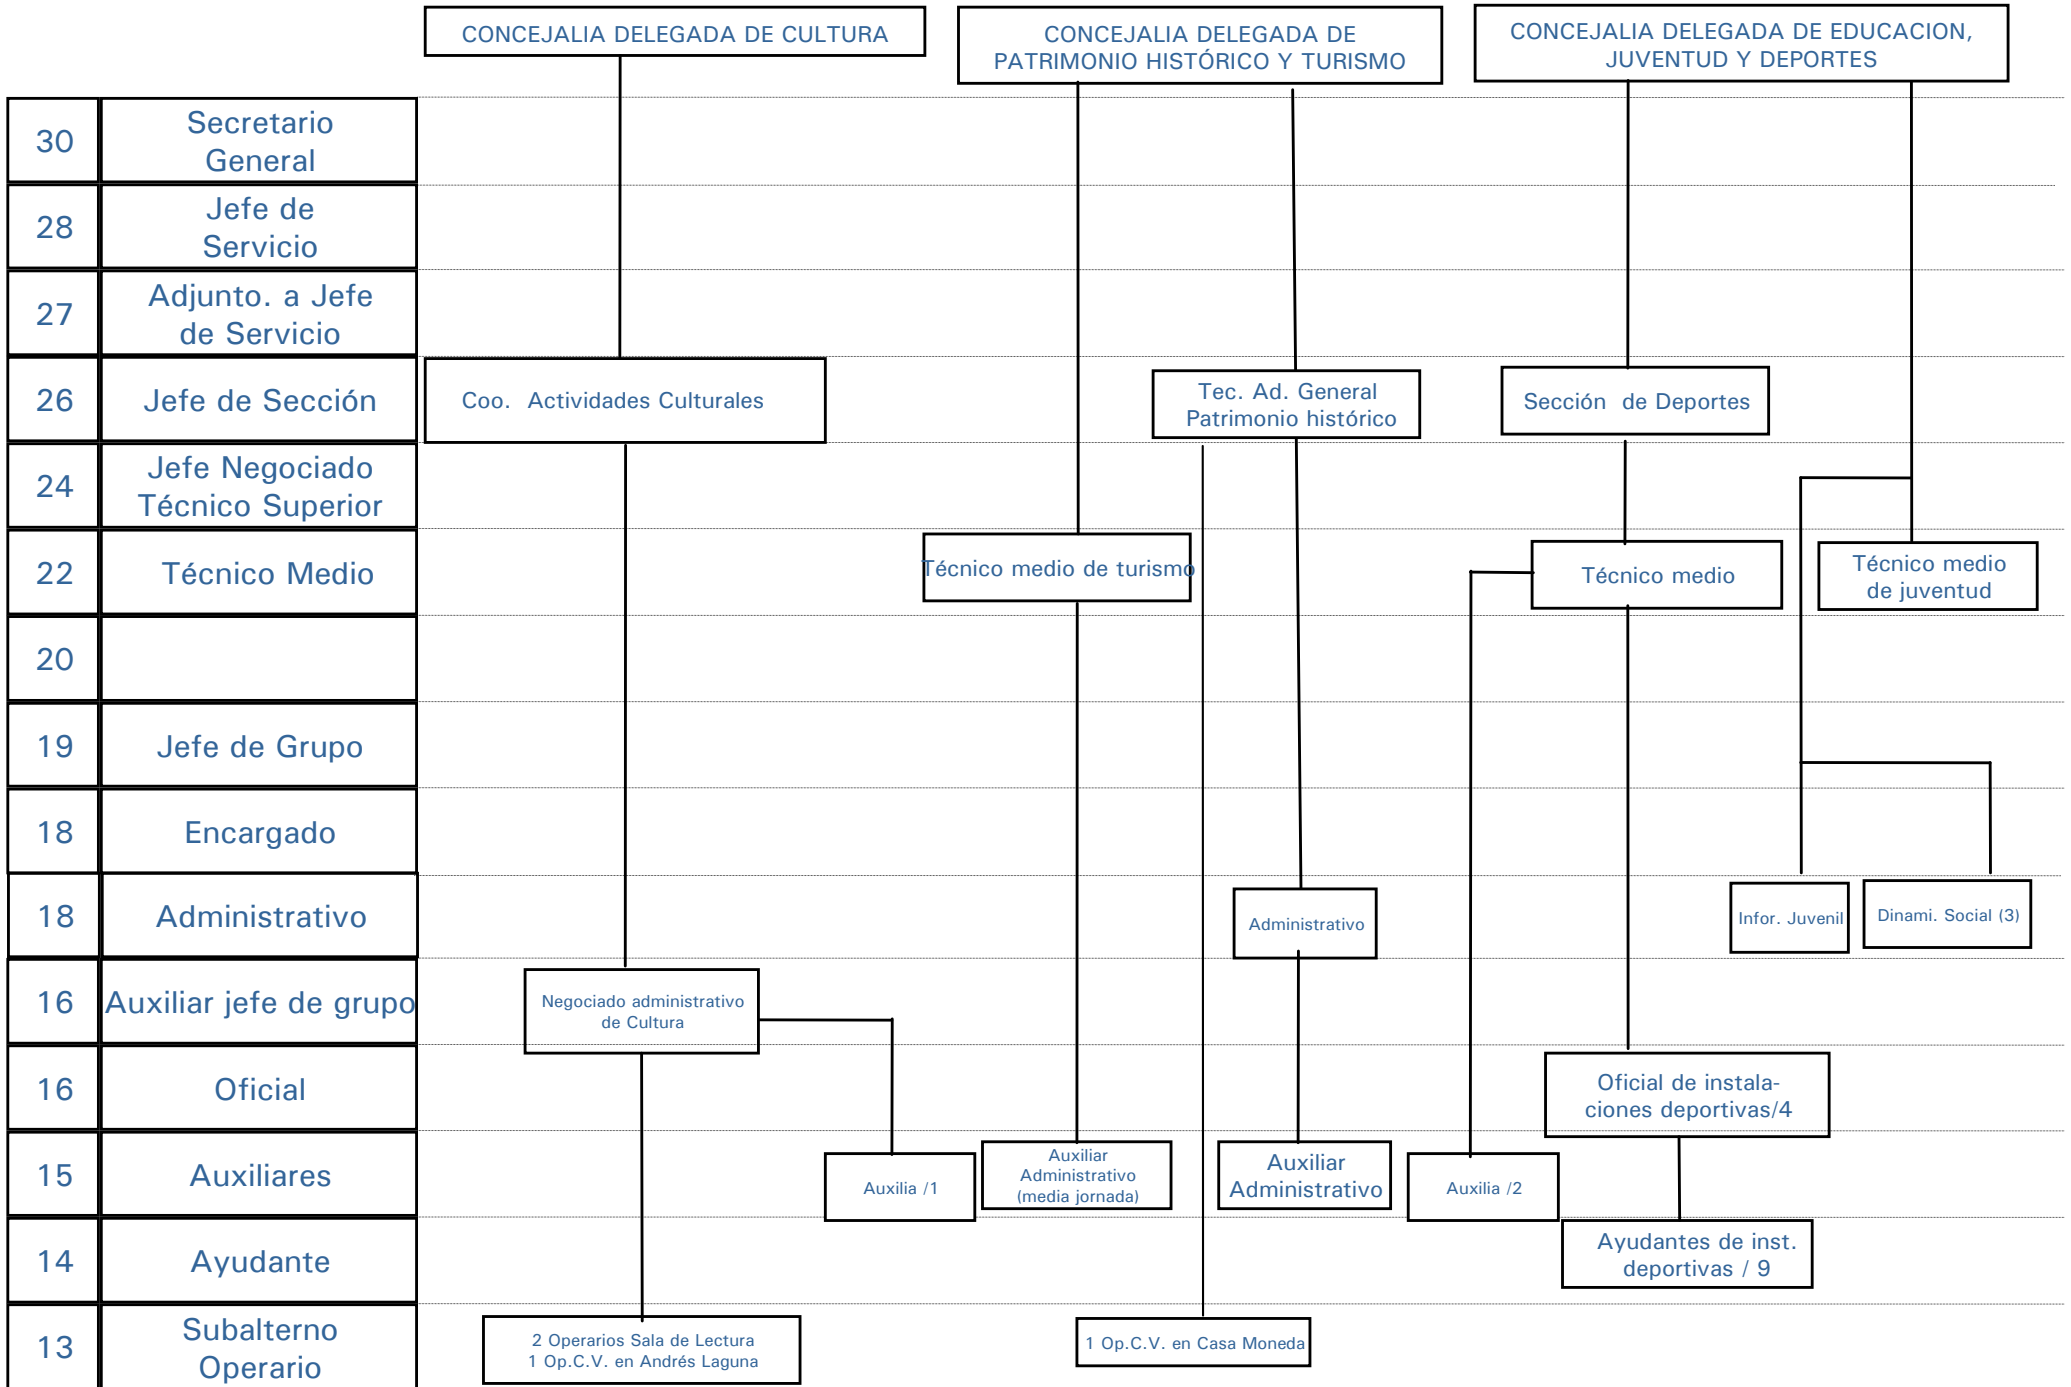 CONCEJALIA DELEGADA DE CULTURA
CONCEJALIA DELEGADA DE
PATRIMONIO HISTÓRICO Y TURISMO
CONCEJALIA DELEGADA DE EDUCACION,
JUVENTUD Y DEPORTES
30
Secretario
General
28
Jefe de
Servicio
27
Adjunto. a Jefe
de Servicio
26
Jefe de Sección
Coo. Actividades Culturales
Tec. Ad. General
Patrimonio histórico
Sección de Deportes
24
Jefe Negociado
Técnico Superior
22
Técnico Medio
Técnico medio de turismo
Técnico medio
Técnico medio
de juventud
20
19
Jefe de Grupo
18
Encargado
18
Administrativo
Administrativo
Infor. Juvenil
Dinami. Social (3)
16
Auxiliar jefe de grupo
Negociado administrativo
de Cultura
16
Oficial
Oficial de instala-
ciones deportivas/4
15
Auxiliares
Auxilia /1
Auxiliar
Administrativo
(media jornada)
Auxiliar
Administrativo
Auxilia /2
14
Ayudante
Ayudantes de inst.
deportivas / 9
13
Subalterno
Operario
2 Operarios Sala de Lectura
1 Op.C.V. en Andrés Laguna
1 Op.C.V. en Casa Moneda